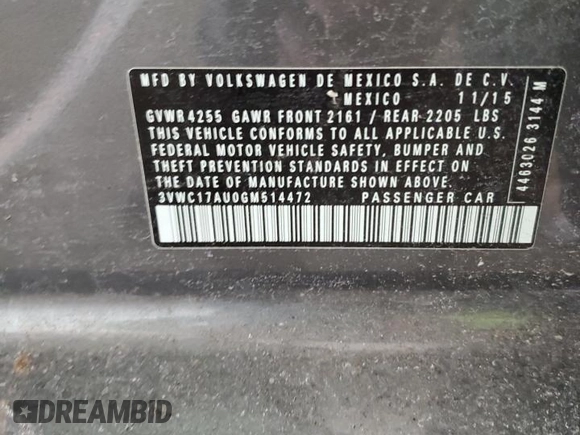 MFD BY VOLKSWAGEN DE MEXICO S.A. DE C.V.
MEXICO 11/15
GVWR 4255 GAWR FRONT 2161 / REAR 2205 LBS
THIS VEHICLE CONFORMS TO ALL APPLICABLE U.S.
FEDERAL MOTOR VEHICLE SAFETY, BUMPER AND
THEFT PREVENTION STANDARDS IN EFFECT ON
THE DATE OF MANUFACTURE SHOWN ABOVE.
3VWC17AU0GM514472 PASSENGER CAR
4463026 3144 M
DREAMBID